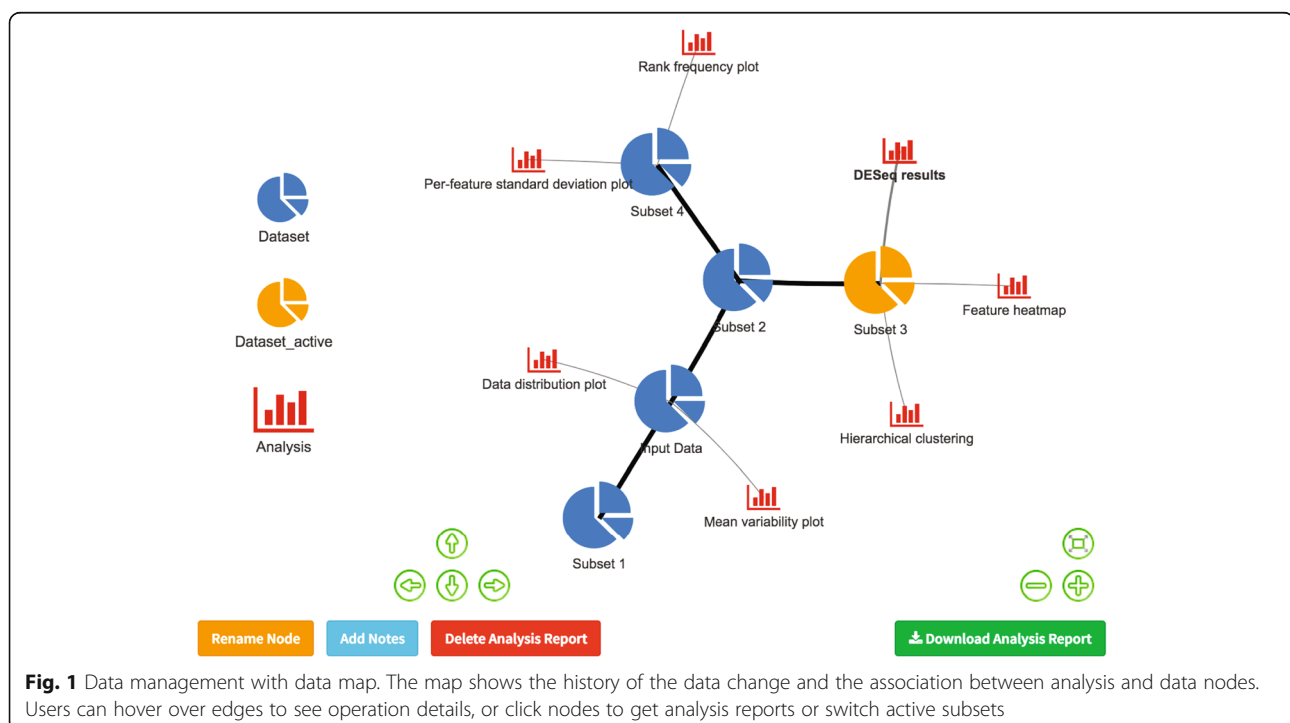 Rank frequency plot
Per-feature standard deviation plot
Subset 4
DESeq results
Dataset
Subset 2
Subset 3
Feature heatmap
Dataset_active
Data distribution plot
Input Data
Hierarchical clustering
Analysis
Mean variability plot
Subset 1
Rename Node
Add Notes
Delete Analysis Report
Download Analysis Report
Fig. 1 Data management with data map. The map shows the history of the data change and the association between analysis and data nodes.
Users can hover over edges to see operation details, or click nodes to get analysis reports or switch active subsets